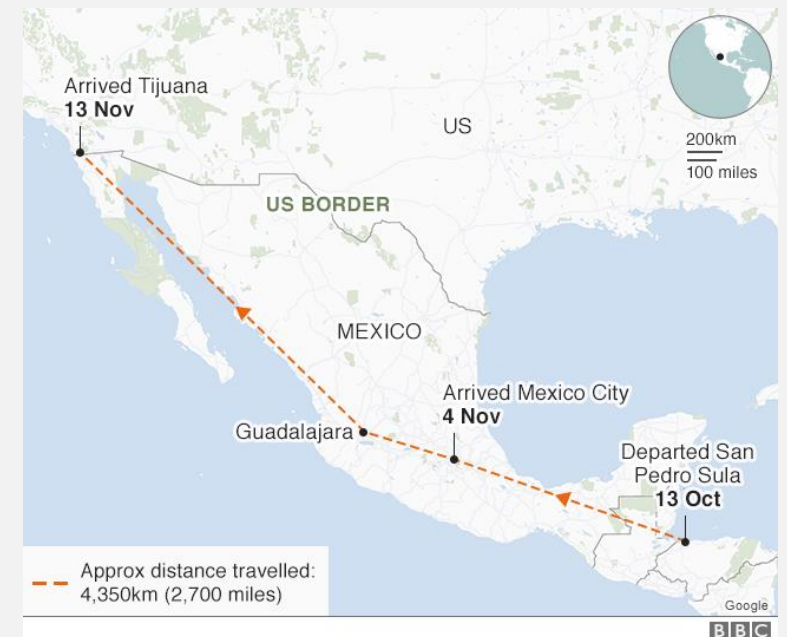 Arrived Tijuana
13 Nov
US
200km
100 miles
US BORDER
MEXICO
Arrived Mexico City
4 Nov
Guadalajara
Departed San
Pedro Sula
13 Oct
Approx distance travelled:
4,350km (2,700 miles)
Google
BBC